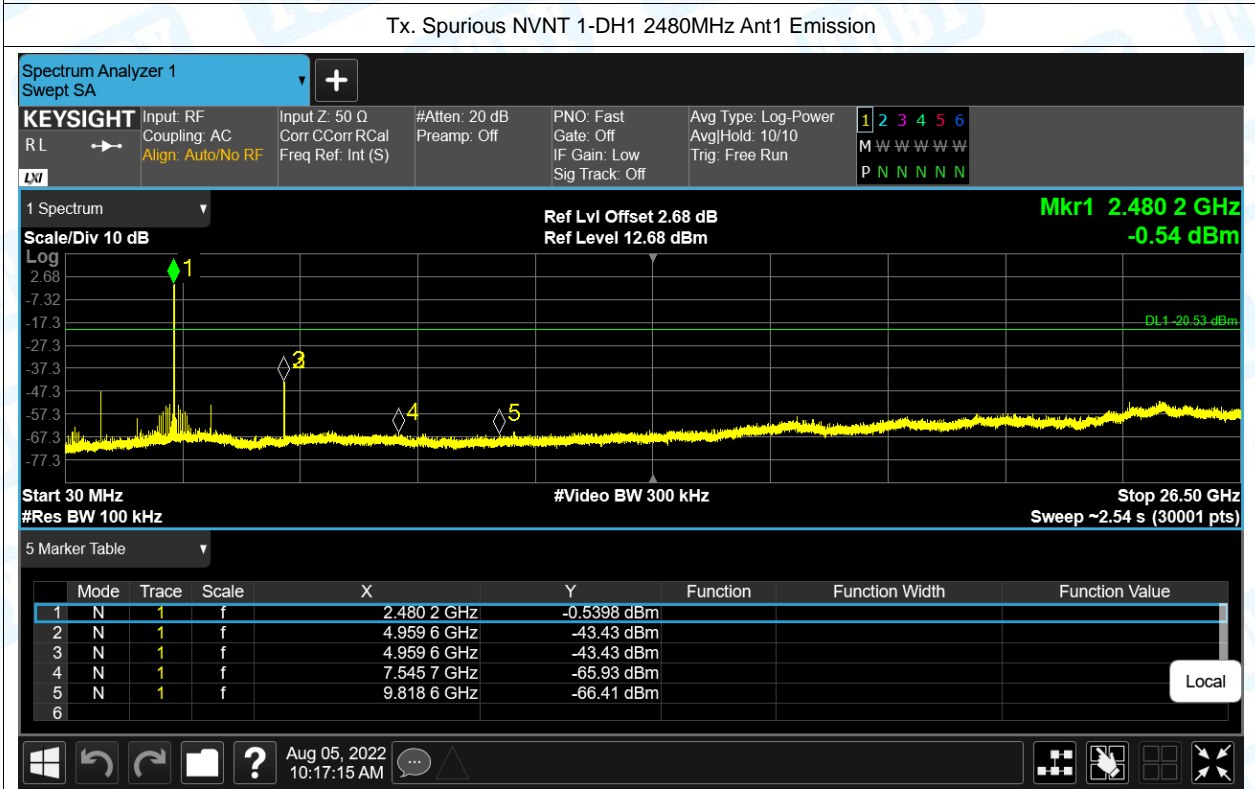 Tx. Spurious NVNT 1-DH1 2480MHz Ant1 Emission
Spectrum Analyzer 1
Swept SA
KEYSIGHT
RL
LXI
Input: RF
Coupling: AC
Align: Auto/No RF
Input Z: 50 Ω
Corr CCorr RCal
Freq Ref: Int (S)
#Atten: 20 dB
Preamp: Off
PNO: Fast
Gate: Off
IF Gain: Low
Sig Track: Off
Avg Type: Log-Power
Avg|Hold: 10/10
Trig: Free Run
1 2 3 4 5 6
M W W W W W
P N N N N N
1 Spectrum
Scale/Div 10 dB
Ref Lvl Offset 2.68 dB
Ref Level 12.68 dBm
Mkr1 2.480 2 GHz
-0.54 dBm
Log
2.68
-7.32
-17.3
-27.3
-37.3
-47.3
-57.3
-67.3
-77.3
1
DL1 -20.53 dBm
3
4
5
Start 30 MHz
#Video BW 300 kHz
Stop 26.50 GHz
#Res BW 100 kHz
Sweep ~2.54 s (30001 pts)
5 Marker Table
Mode Trace Scale X Y Function Function Width Function Value
1 N 1 f 2.480 2 GHz -0.5398 dBm
2 N 1 f 4.959 6 GHz -43.43 dBm
3 N 1 f 4.959 6 GHz -43.43 dBm
4 N 1 f 7.545 7 GHz -65.93 dBm
5 N 1 f 9.818 6 GHz -66.41 dBm
6
Local
?
Aug 05, 2022
10:17:15 AM